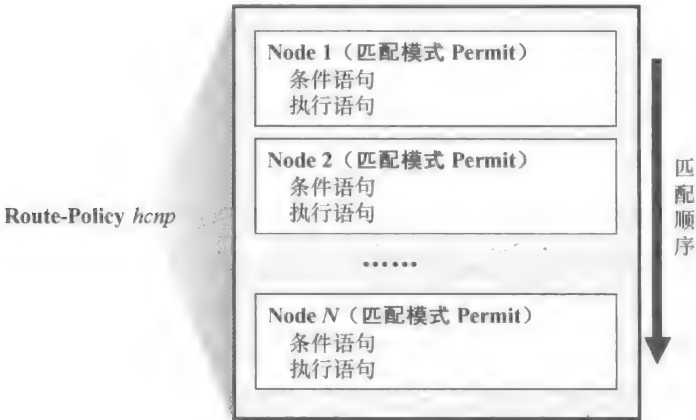 Node 1（匹配模式 Permit）
条件语句
执行语句
Node 2（匹配模式 Permit）
条件语句
执行语句
Route-Policy hcnp
……
Node N（匹配模式 Permit）
条件语句
执行语句
匹配顺序